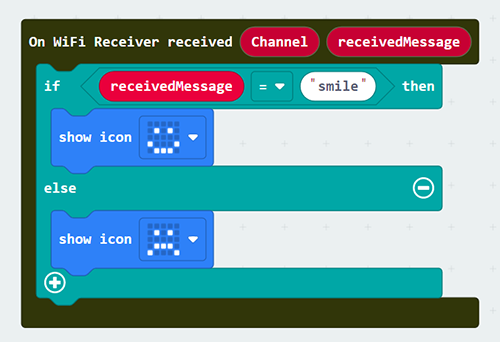 On WiFi Receiver received Channel receivedMessage
if receivedMessage = "smile" then
show icon
else
show icon